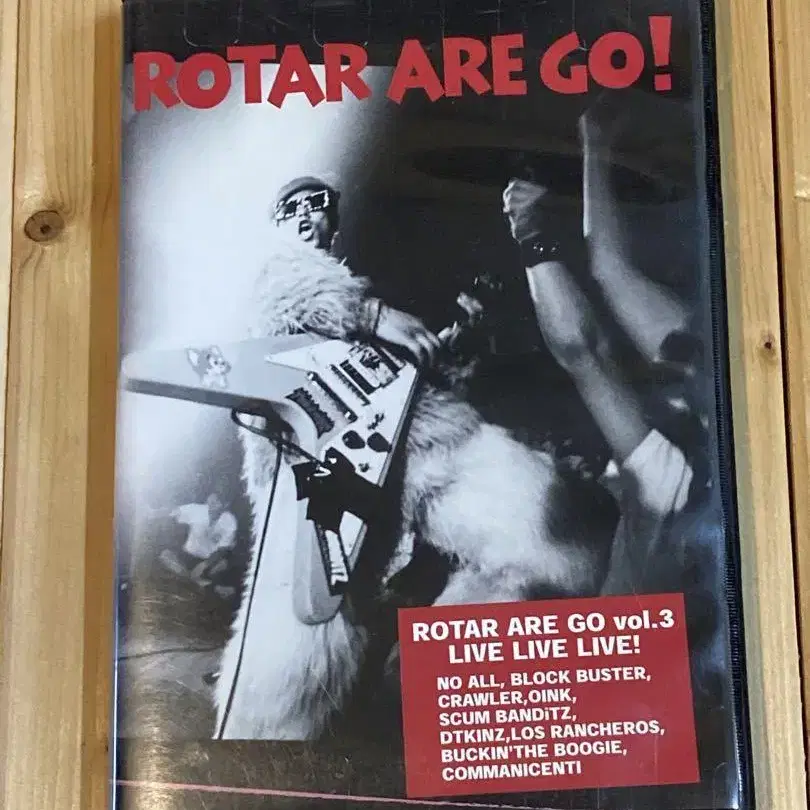 ROTAR ARE GO!
ROTAR ARE GO vol.3
LIVE LIVE LIVE!
NO ALL, BLOCK BUSTER,
CRAWLER,OINK,
SCUM BANDiTZ,
DTKINZ,LOS RANCHEROS,
BUCKIN'THE BOOGIE,
COMMANICENTI